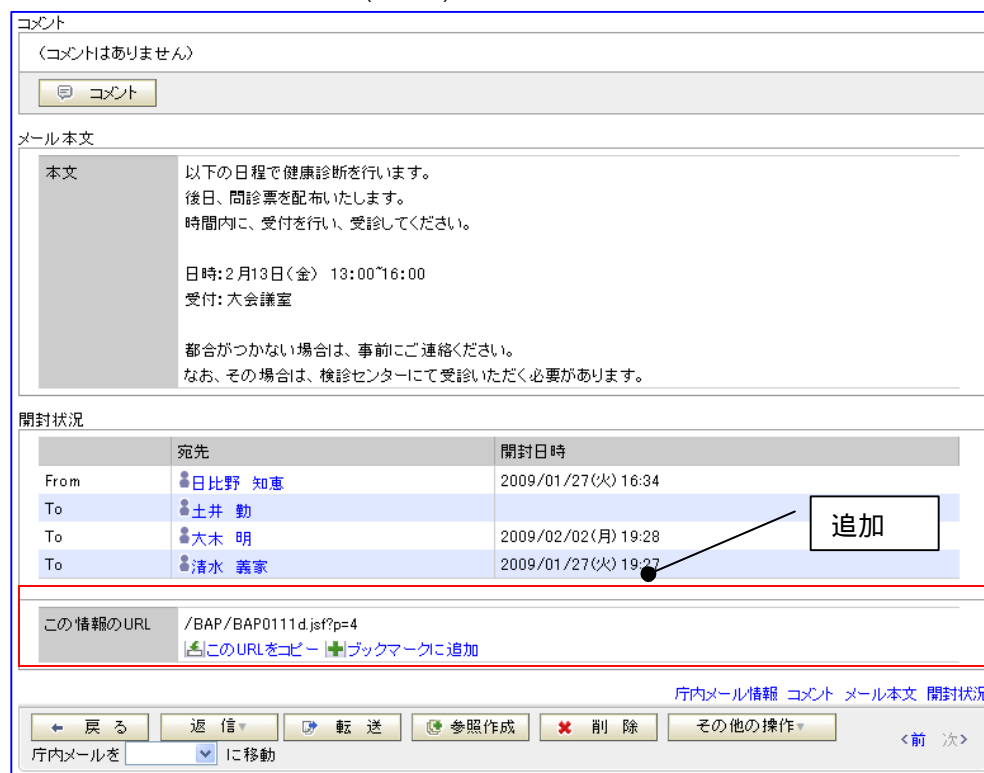 コメント
(コメントはありません)
コメント
メール本文
本文
以下の日程で健康診断を行います。
後日、問診票を配布いたします。
時間内に、受付を行い、受診してください。
日時:2月13日(金) 13:00~16:00
受付:大会議室
都合がつかない場合は、事前にご連絡ください。
なお、その場合は、検診センターにて受診いただく必要があります。
開封状況
宛先 開封日時
From 日比野 知恵 2009/01/27(火) 16:34
To 土井 勤
To 大木 明 2009/02/02(月) 19:28
To 清水 義家 2009/01/27(火) 19:27
追加
この情報のURL /BAP/BAP0111d.jsf?p=4
このURLをコピー ブックマークに追加
庁内メール情報 コメント メール本文 開封状況
戻る 返信▼ 転送 参照作成 削除 その他の操作▼
庁内メールを に移動 <前 次>